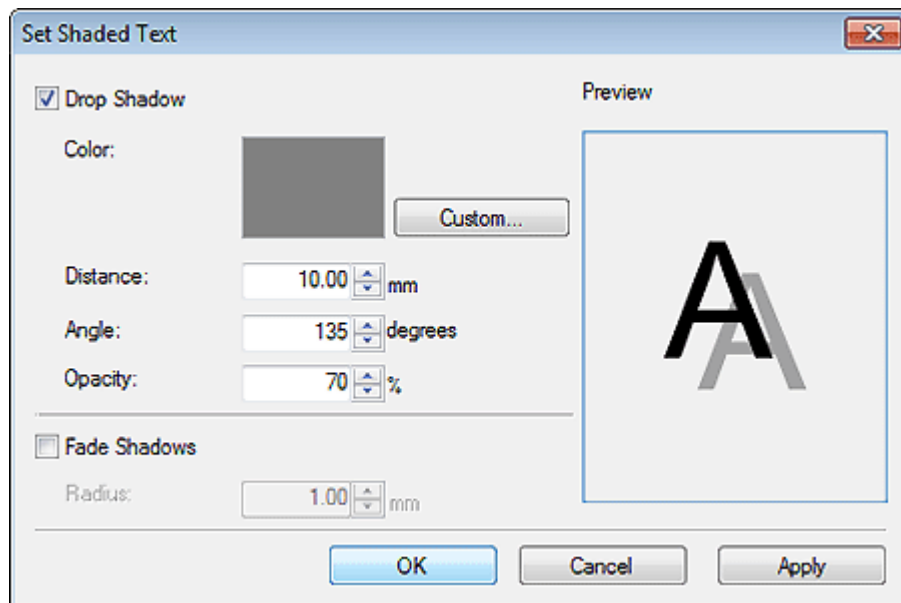 Set Shaded Text
Drop Shadow
Preview
Color:
Custom...
Distance: 10.00 mm
Angle: 135 degrees
Opacity: 70 %
Fade Shadows
Radius: 1.00 mm
A A
OK Cancel Apply